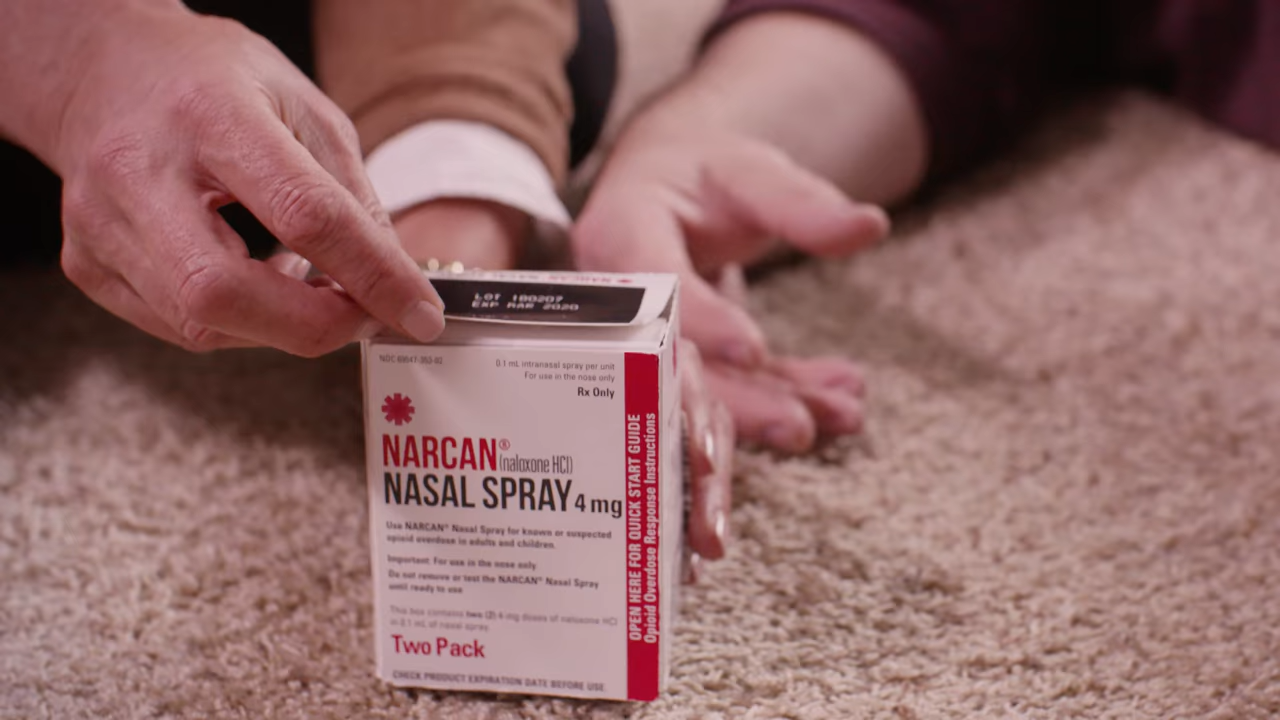 LOT 180207
EXP MAR 2020
0.1 mL intranasal spray per unit
For use in the nose only
Rx Only
NARCAN®
(naloxone HCl)
NASAL SPRAY 4 mg
Use NARCAN® Nasal Spray for known or suspected
opioid overdose in adults and children.
Important: For use in the nose only
Do not remove or test the NARCAN® Nasal Spray
until ready to use
This box contains two (2) 4-mg doses of naloxone HCl
in 0.1 mL of nasal spray
Two Pack
CHECK PRODUCT EXPIRATION DATE BEFORE USE.
OPEN HERE FOR QUICK START GUIDE
Opioid Overdose Response Instructions